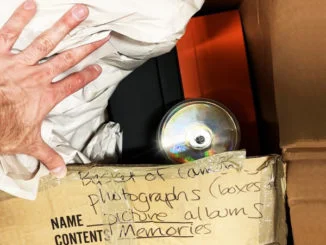 of
photographs (boxes
NAME picture albums
CONTENTS Memories